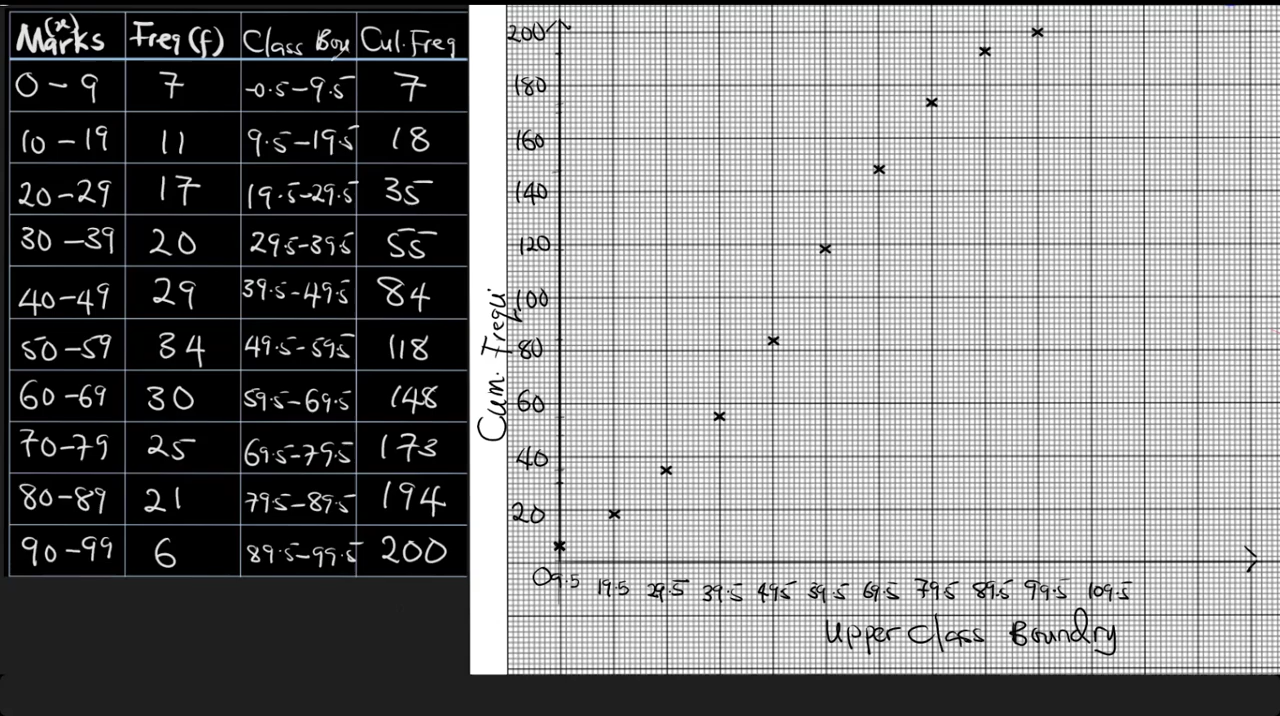 Marks (x) Freq (f) Class Bou Cul. Freq
0 - 9 7 -0.5-9.5 7
10 - 19 11 9.5-19.5 18
20-29 17 19.5-29.5 35
30 -39 20 29.5-39.5 55
40-49 29 39.5-49.5 84
50-59 34 49.5-59.5 118
60-69 30 59.5-69.5 148
70-79 25 69.5-79.5 173
80-89 21 79.5-89.5 194
90-99 6 89.5-99.5 200
200
180
160
140
120
100
80
60
40
20
Cum. Frequ
0 9.5 19.5 29.5 39.5 49.5 59.5 69.5 79.5 89.5 99.5 109.5
Upper Class Boundry